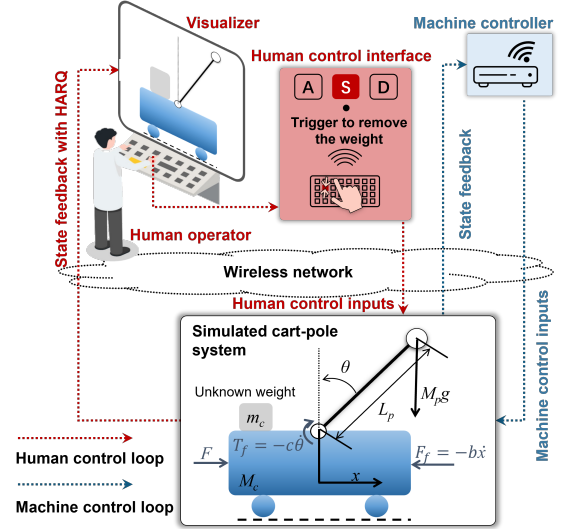 Visualizer
Machine controller
Human control interface
A S D
Trigger to remove
the weight
State feedback with HARQ
State feedback
Human operator
Wireless network
Human control inputs
Machine control inputs
Simulated cart-pole
system
θ
Unknown weight
m_c
L_p
M_p g
F
T_f = −cθ̇
F_f = −bẋ
M_c
x
Human control loop
Machine control loop